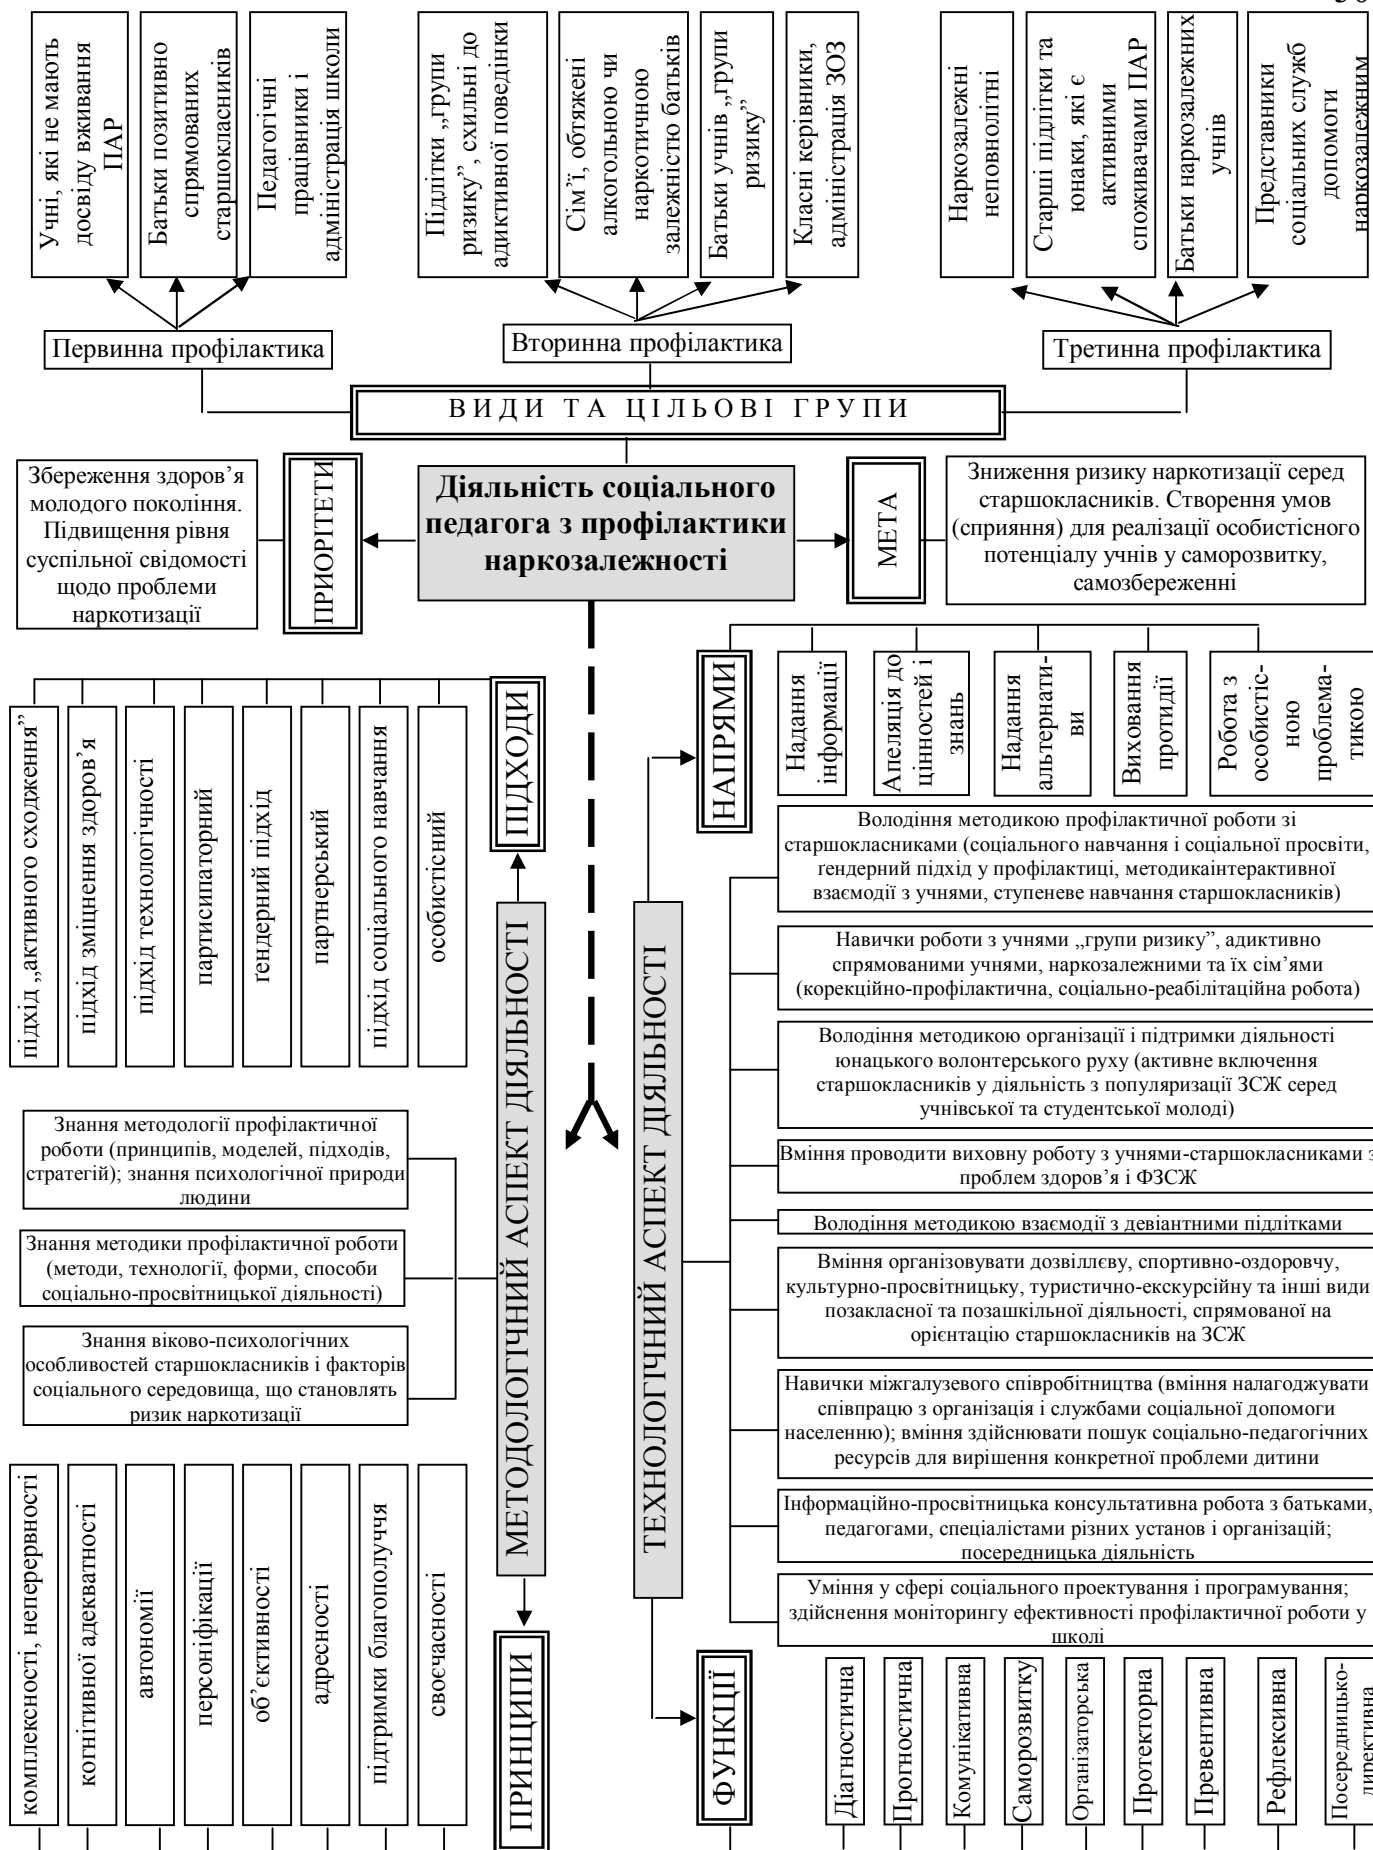 Учні, які не мають
досвіду вживання
ПАР
Батьки позитивно
спрямованих
старшокласників
Педагогічні
працівники і
адміністрація школи
Підлітки „групи
ризику”, схильні до
адиктивної поведінки
Сім’ї, обтяжені
алкогольною чи
наркотичною
залежністю батьків
Батьки учнів „групи
ризику”
Класні керівники,
адміністрація ЗОЗ
Наркозалежні
неповнолітні
Старші підлітки та
юнаки, які є
активними
споживачами ПАР
Батьки наркозалежних
учнів
Представники
соціальних служб
допомоги
наркозалежним
Первинна профілактика
Вторинна профілактика
Третинна профілактика
ВИДИ ТА ЦІЛЬОВІ ГРУПИ
Збереження здоров’я
молодого покоління.
Підвищення рівня
суспільної свідомості
щодо проблеми
наркотизації
ПРИОРІТЕТИ
Діяльність соціального
педагога з профілактики
наркозалежності
МЕТА
Зниження ризику наркотизації серед
старшокласників. Створення умов
(сприяння) для реалізації особистісного
потенціалу учнів у саморозвитку,
самозбереженні
підхід „активного сходження”
підхід зміцнення здоров’я
підхід технологічності
партисипаторний
ґендерний підхід
партнерський
підхід соціального навчання
особистісний
ПІДХОДИ
НАПРЯМИ
Надання
інформації
Апеляція до
цінностей і
знань
Надання
альтернати-
ви
Виховання
протидії
Робота з
особистіс-
ною
проблема-
тикою
МЕТОДОЛОГІЧНИЙ АСПЕКТ ДІЯЛЬНОСТІ
ТЕХНОЛОГІЧНИЙ АСПЕКТ ДІЯЛЬНОСТІ
Знання методології профілактичної
роботи (принципів, моделей, підходів,
стратегій); знання психологічної природи
людини
Знання методики профілактичної роботи
(методи, технології, форми, способи
соціально-просвітницької діяльності)
Знання віково-психологічних
особливостей старшокласників і факторів
соціального середовища, що становлять
ризик наркотизації
Володіння методикою профілактичної роботи зі
старшокласниками (соціального навчання і соціальної просвіти,
ґендерний підхід у профілактиці, методикаінтерактивної
взаємодії з учнями, ступеневе навчання старшокласників)
Навички роботи з учнями „групи ризику”, адиктивно
спрямованими учнями, наркозалежними та їх сім’ями
(корекційно-профілактична, соціально-реабілітаційна робота)
Володіння методикою організації і підтримки діяльності
юнацького волонтерського руху (активне включення
старшокласників у діяльність з популяризації ЗСЖ серед
учнівської та студентської молоді)
Вміння проводити виховну роботу з учнями-старшокласниками з
проблем здоров’я і ФЗСЖ
Володіння методикою взаємодії з девіантними підлітками
Вміння організовувати дозвіллєву, спортивно-оздоровчу,
культурно-просвітницьку, туристично-екскурсійну та інші види
позакласної та позашкільної діяльності, спрямованої на
орієнтацію старшокласників на ЗСЖ
Навички міжгалузевого співробітництва (вміння налагоджувати
співпрацю з організація і службами соціальної допомоги
населенню); вміння здійснювати пошук соціально-педагогічних
ресурсів для вирішення конкретної проблеми дитини
Інформаційно-просвітницька консультативна робота з батьками,
педагогами, спеціалістами різних установ і організацій;
посередницька діяльність
Уміння у сфері соціального проектування і програмування;
здійснення моніторингу ефективності профілактичної роботи у
школі
комплексності, неперервності
когнітивної адекватності
автономії
персоніфікації
об’єктивності
адресності
підтримки благополуччя
своєчасності
ПРИНЦИПИ
ФУНКЦІЇ
Діагностична
Прогностична
Комунікативна
Саморозвитку
Організаторська
Протекторна
Превентивна
Рефлексивна
Посередницько-
директивна